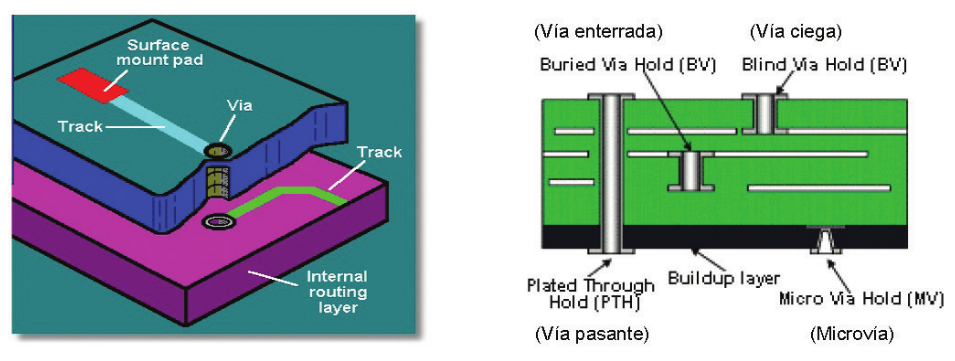 Surface
mount pad
Via
Track
Track
Internal
routing
layer
(Vía enterrada)
(Vía ciega)
Buried Via Hold (BV)
Blind Via Hold (BV)
Plated Through
Hold (PTH)
Buildup layer
Micro Via Hold (MV)
(Vía pasante)
(Microvía)